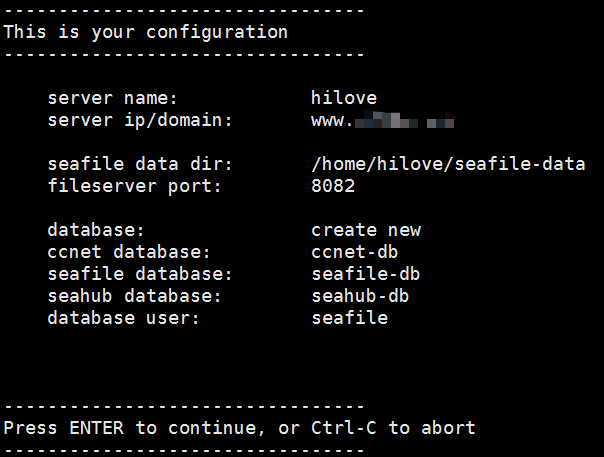 ---------------------------------
This is your configuration
---------------------------------
server name: hilove
server ip/domain: www.
seafile data dir: /home/hilove/seafile-data
fileserver port: 8082
database: create new
ccnet database: ccnet-db
seafile database: seafile-db
seahub database: seahub-db
database user: seafile
---------------------------------
Press ENTER to continue, or Ctrl-C to abort
---------------------------------